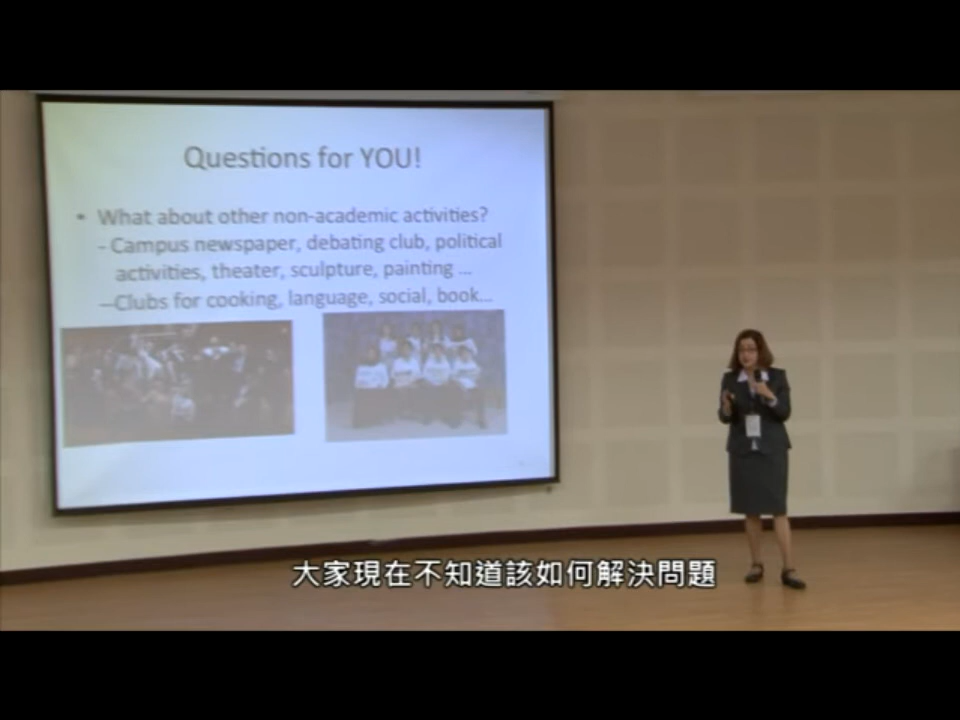 Questions for YOU!
• What about other non-academic activities?
- Campus newspaper, debating club, political
activities, theater, sculpture, painting ...
–Clubs for cooking, language, social, book...
大家現在不知道該如何解決問題